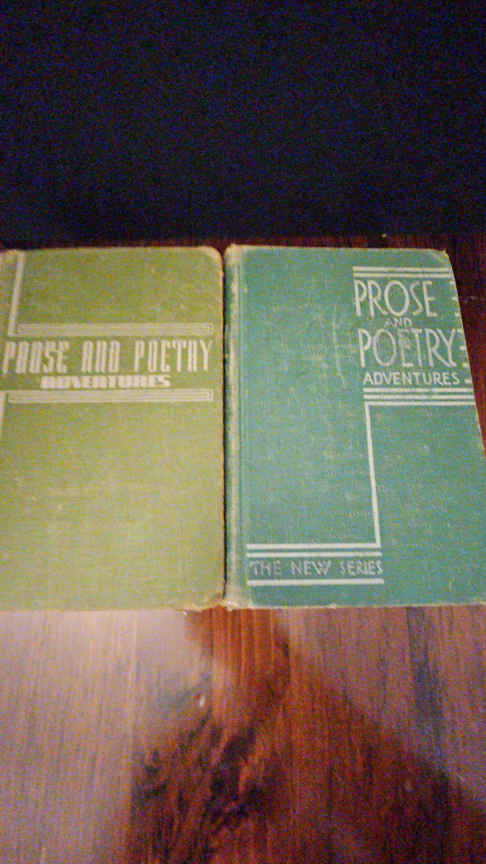 PROSE AND POETRY
ADVENTURES
PROSE
AND
POETRY
ADVENTURES
THE NEW SERIES